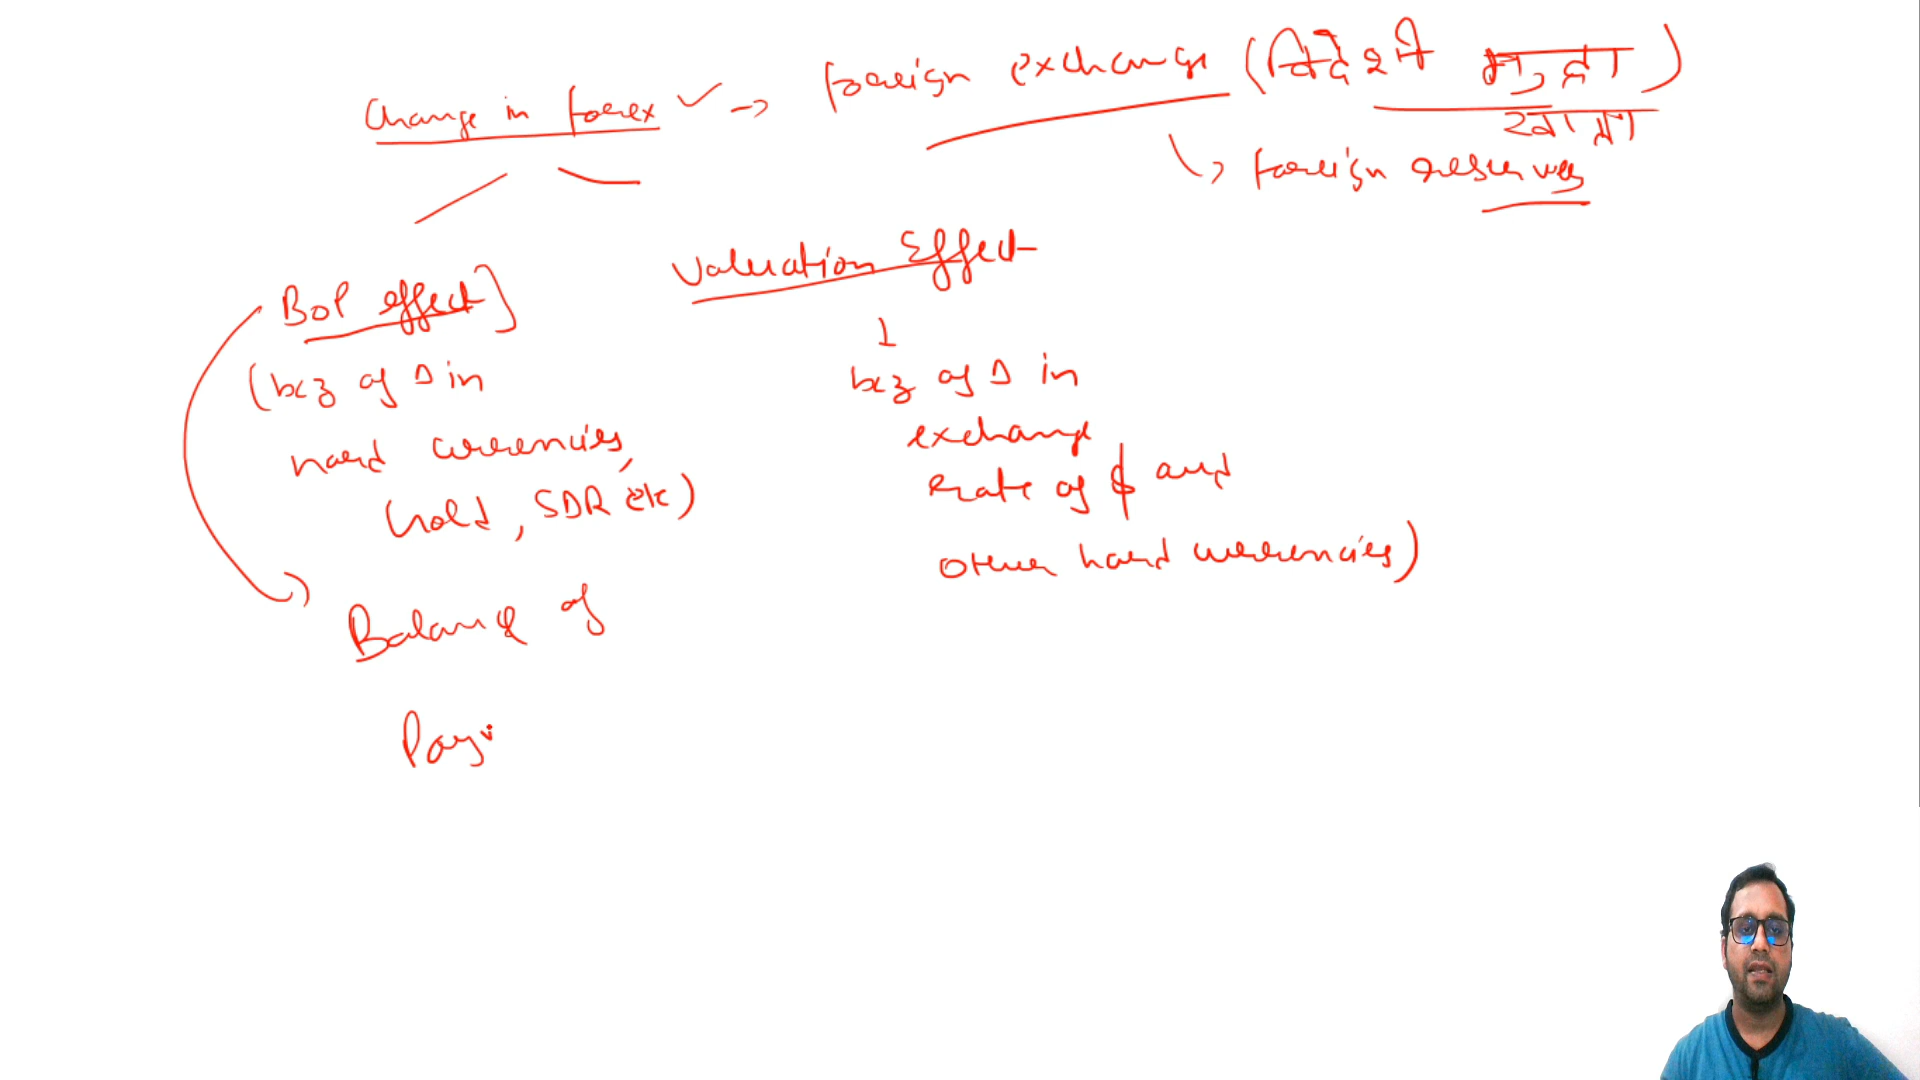 Change in forex ✓ → foreign exchange (विदेशी मुद्रा)
→ foreign reserves
BOP effect]
Valuation Effect
(bcz of Δ in
hard currencies,
Gold, SDR etc)
↓
bcz of Δ in
exchange
rate of $ and
other hard currencies)
Balance of
Pay